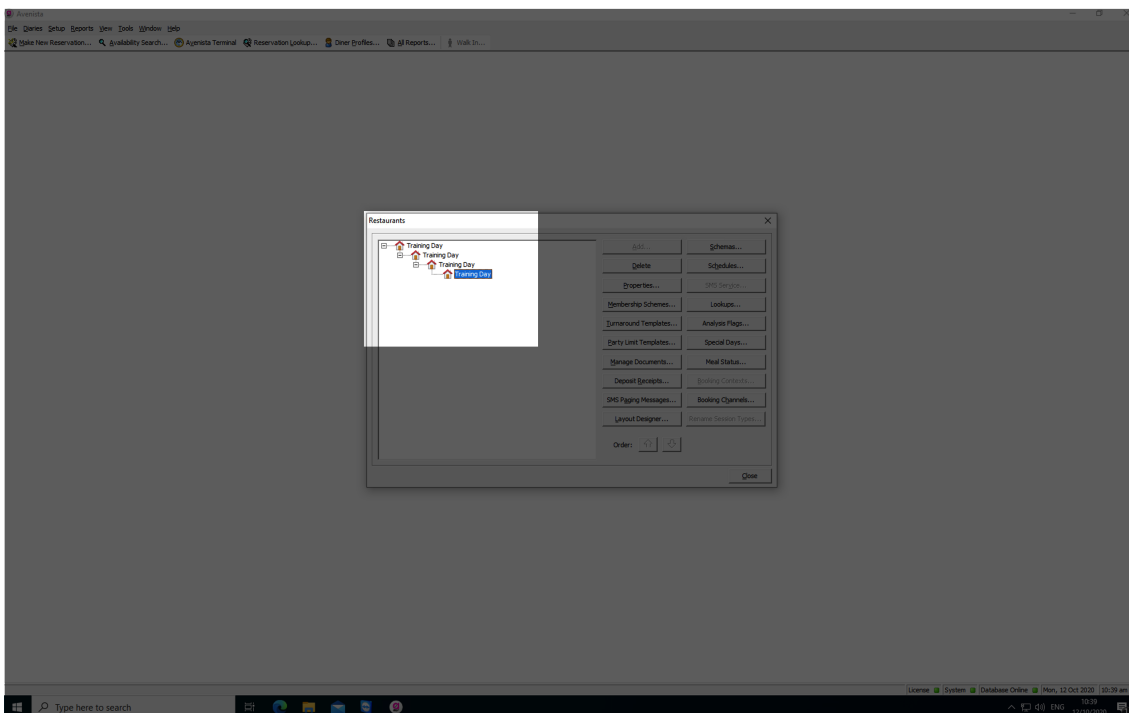 Avenista
File Diaries Setup Reports View Tools Window Help
Make New Reservation... Availability Search... Avenista Terminal Reservation Lookup... Diner Profiles... All Reports... Walk In...
Restaurants
Training Day
Training Day
Training Day
Training Day
Add... Schemas...
Delete Schedules...
Properties... SMS Service...
Membership Schemes... Lookups...
Turnaround Templates... Analysis Flags...
Party Limit Templates... Special Days...
Manage Documents... Meal Status...
Deposit Receipts... Booking Contexts...
SMS Paging Messages... Booking Channels...
Layout Designer... Rename Session Types...
Order:
Close
License System Database Online Mon, 12 Oct 2020 10:39 am
Type here to search
ENG 10:39
12/10/2020